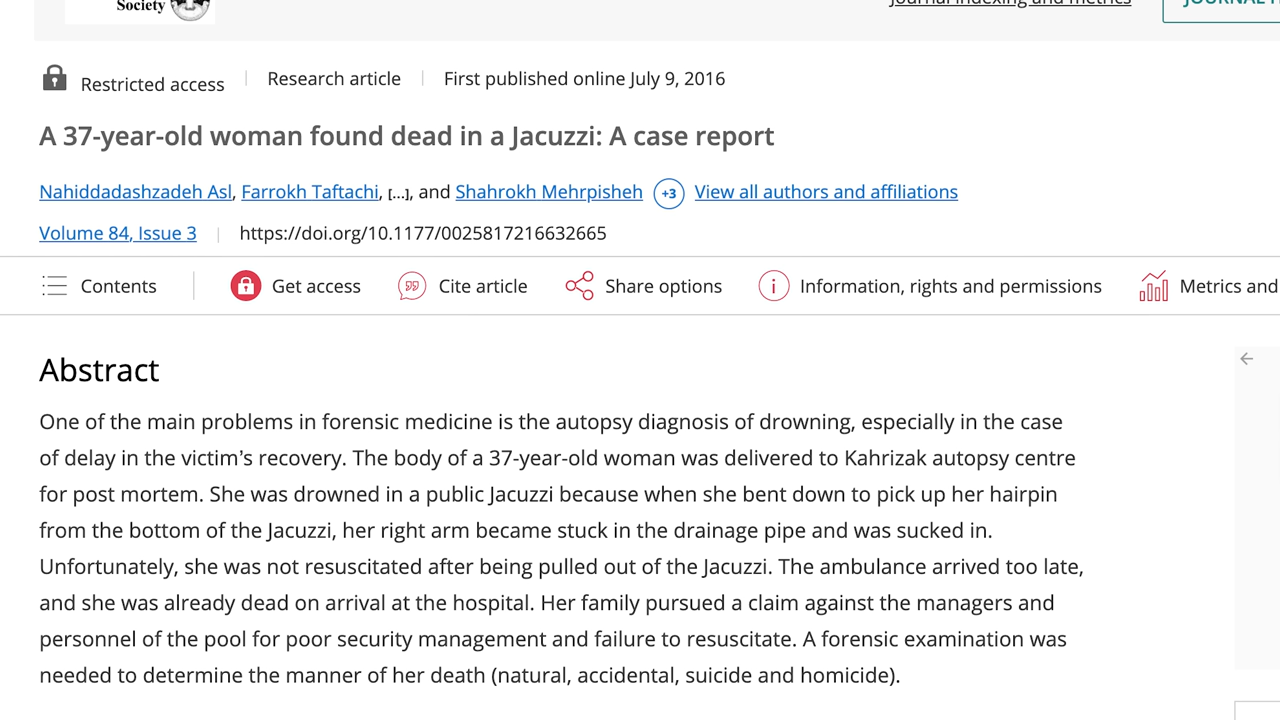 Society
Journal indexing and metrics
Restricted access
Research article
First published online July 9, 2016
A 37-year-old woman found dead in a Jacuzzi: A case report
Nahiddadashzadeh Asl, Farrokh Taftachi, [...], and Shahrokh Mehrpisheh +3 View all authors and affiliations
Volume 84, Issue 3
https://doi.org/10.1177/0025817216632665
Contents
Get access
Cite article
Share options
Information, rights and permissions
Metrics and
Abstract
One of the main problems in forensic medicine is the autopsy diagnosis of drowning, especially in the case
of delay in the victim’s recovery. The body of a 37-year-old woman was delivered to Kahrizak autopsy centre
for post mortem. She was drowned in a public Jacuzzi because when she bent down to pick up her hairpin
from the bottom of the Jacuzzi, her right arm became stuck in the drainage pipe and was sucked in.
Unfortunately, she was not resuscitated after being pulled out of the Jacuzzi. The ambulance arrived too late,
and she was already dead on arrival at the hospital. Her family pursued a claim against the managers and
personnel of the pool for poor security management and failure to resuscitate. A forensic examination was
needed to determine the manner of her death (natural, accidental, suicide and homicide).